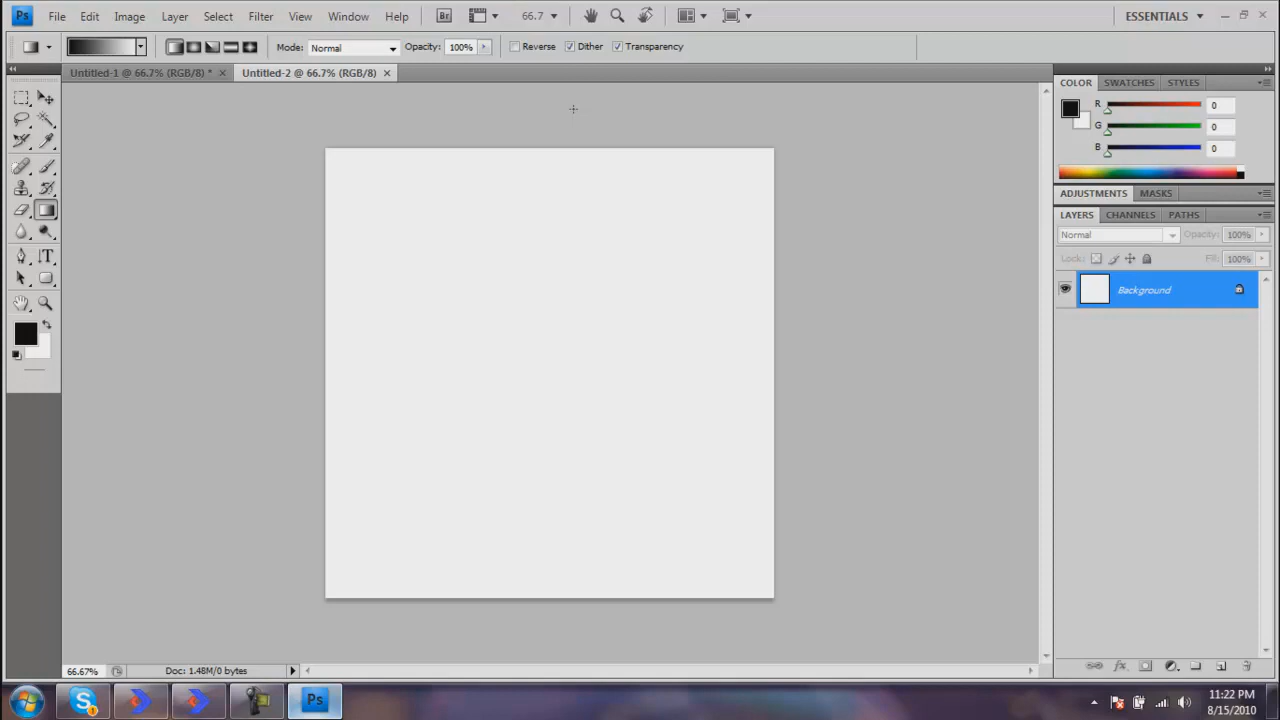 Ps File Edit Image Layer Select Filter View Window Help Br 66.7 ESSENTIALS
Mode: Normal Opacity: 100% Reverse Dither Transparency
Untitled-1 @ 66.7% (RGB/8) * Untitled-2 @ 66.7% (RGB/8)
COLOR SWATCHES STYLES
R 0
G 0
B 0
ADJUSTMENTS MASKS
LAYERS CHANNELS PATHS
Normal Opacity: 100%
Lock: Fill: 100%
Background
T
66.67% Doc: 1.48M/0 bytes
S Ps
11:22 PM
8/15/2010